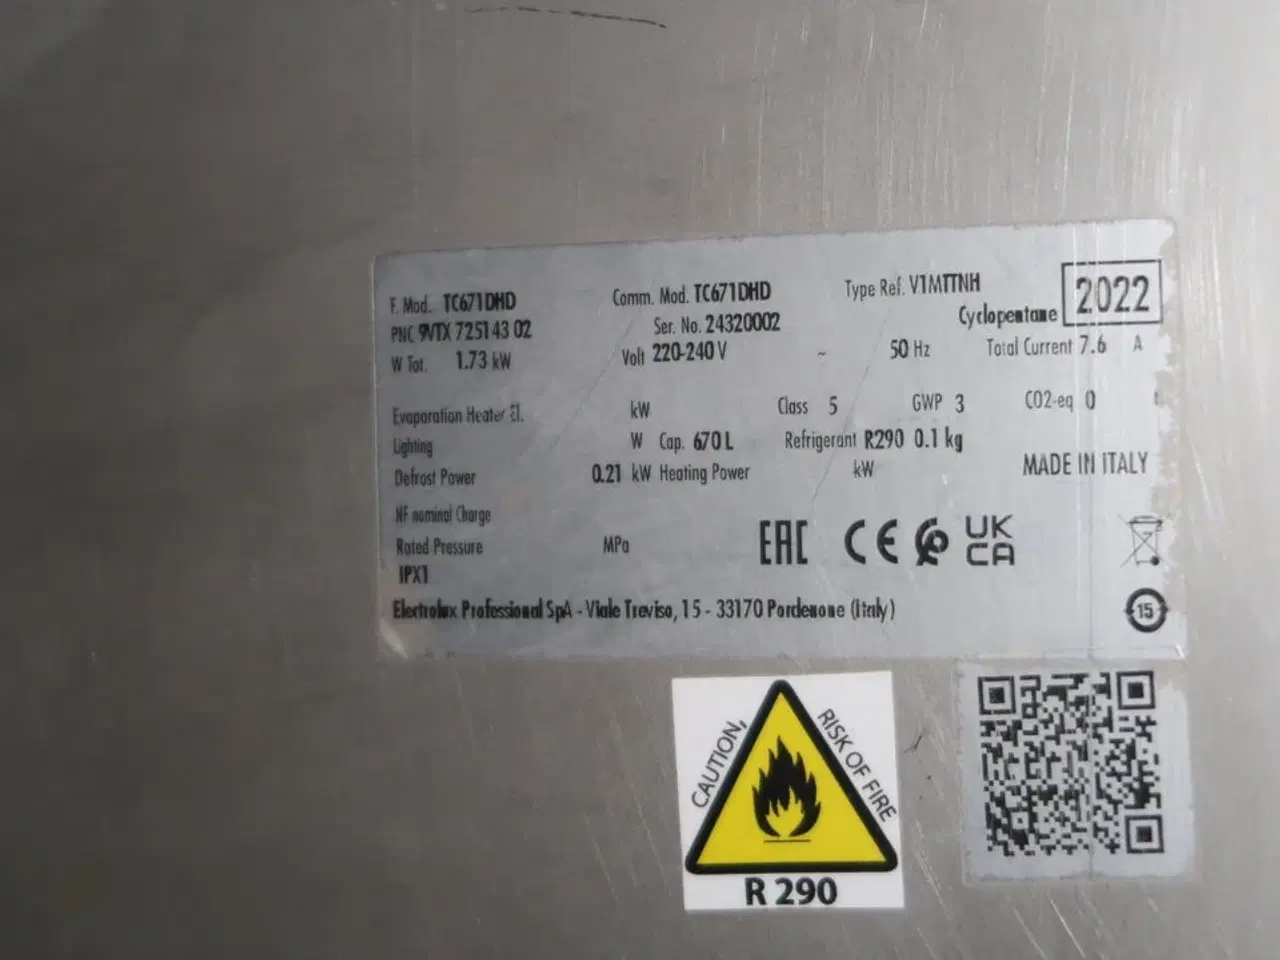 F. Mod. TC671DHD Comm. Mod. TC671DHD Type Ref. V1MTTNH 2022
PNC 9VTX 725143 02 Ser. No. 24320002 Cyclopentane
W Tot. 1.73 kW Volt 220-240 V ~ 50 Hz Total Current 7.6 A
Evaporation Heater El. kW Class 5 GWP 3 CO2-eq 0
Lighting W Cap. 670 L Refrigerant R290 0.1 kg
Defrost Power 0.21 kW Heating Power kW MADE IN ITALY
NF nominal Charge
Rated Pressure MPa EAC CE UK CA
IPX1
Electrolux Professional SpA - Viale Treviso, 15 - 33170 Pordenone (Italy) 15
CAUTION, RISK OF FIRE
R 290